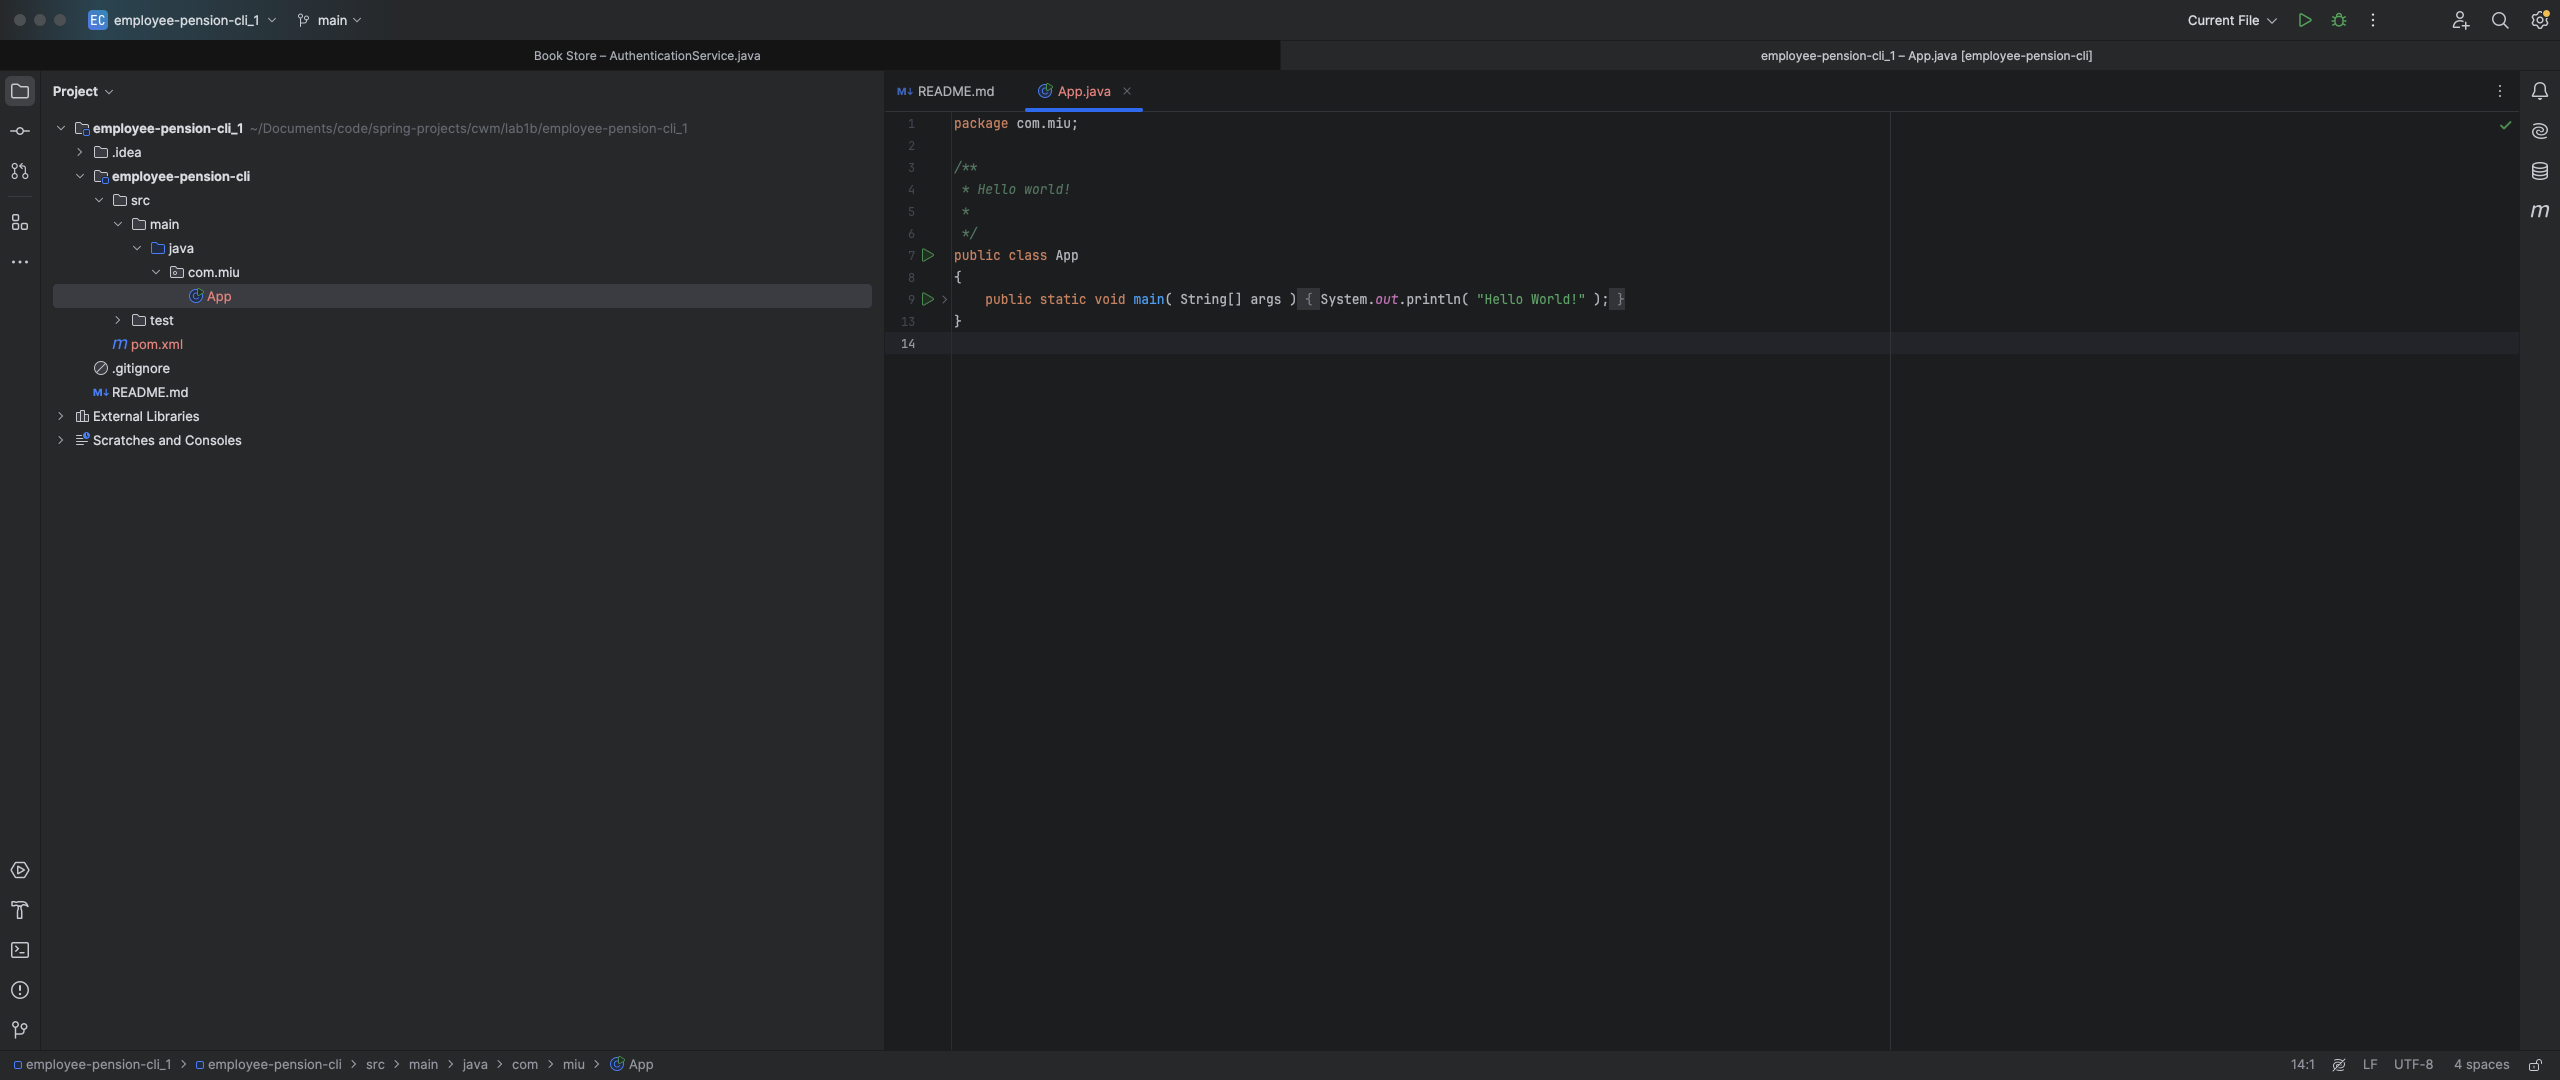 EC employee-pension-cli_1 main Current File
Book Store – AuthenticationService.java employee-pension-cli_1 – App.java [employee-pension-cli]
Project
employee-pension-cli_1 ~/Documents/code/spring-projects/cwm/lab1b/employee-pension-cli_1
.idea
employee-pension-cli
src
main
java
com.miu
App
test
m pom.xml
.gitignore
M↓ README.md
External Libraries
Scratches and Consoles
M↓ README.md App.java
1 package com.miu;
2
3 /**
4  * Hello world!
5  *
6  */
7 public class App
8 {
9     public static void main( String[] args ) { System.out.println( "Hello World!" ); }
13 }
14
m
employee-pension-cli_1 > employee-pension-cli > src > main > java > com > miu > App 14:1 LF UTF-8 4 spaces